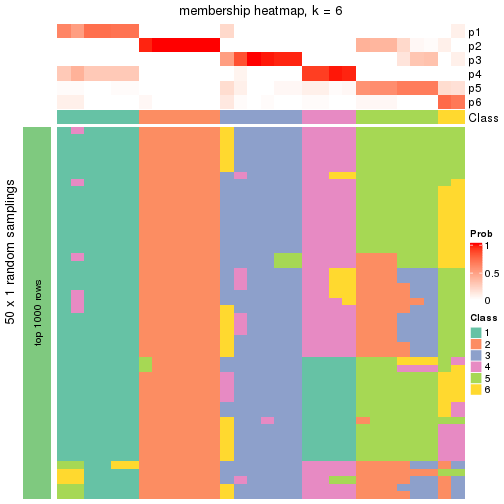 membership heatmap, k = 6
p1
p2
p3
p4
p5
p6
Class
50 x 1 random samplings
top 1000 rows
Prob
1
0.5
0
Class
1
2
3
4
5
6